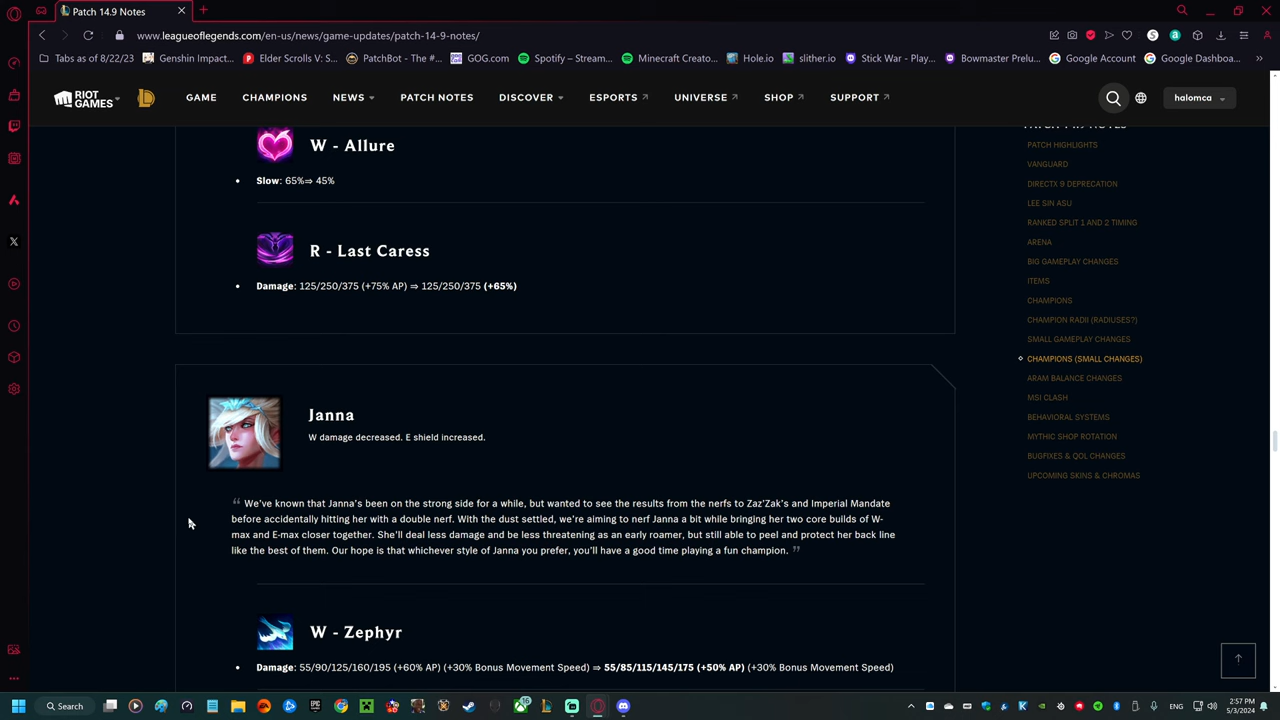 Patch 14.9 Notes
www.leagueoflegends.com/en-us/news/game-updates/patch-14-9-notes/
Tabs as of 8/22/23 Genshin Impact... Elder Scrolls V: S... PatchBot - The #... GOG.com Spotify – Stream... Minecraft Creato... Hole.io slither.io Stick War - Play... Bowmaster Prelu... Google Account Google Dashboa...
RIOT GAMES GAME CHAMPIONS NEWS PATCH NOTES DISCOVER ESPORTS UNIVERSE SHOP SUPPORT halomca
W - Allure
Slow: 65%⇒ 45%
R - Last Caress
Damage: 125/250/375 (+75% AP) ⇒ 125/250/375 (+65%)
Janna
W damage decreased. E shield increased.
“ We've known that Janna's been on the strong side for a while, but wanted to see the results from the nerfs to Zaz'Zak's and Imperial Mandate
before accidentally hitting her with a double nerf. With the dust settled, we're aiming to nerf Janna a bit while bringing her two core builds of W-
max and E-max closer together. She'll deal less damage and be less threatening as an early roamer, but still able to peel and protect her back line
like the best of them. Our hope is that whichever style of Janna you prefer, you'll have a good time playing a fun champion. ”
W - Zephyr
Damage: 55/90/125/160/195 (+60% AP) (+30% Bonus Movement Speed) ⇒ 55/85/115/145/175 (+50% AP) (+30% Bonus Movement Speed)
PATCH 14.9 NOTES
PATCH HIGHLIGHTS
VANGUARD
DIRECTX 9 DEPRECATION
LEE SIN ASU
RANKED SPLIT 1 AND 2 TIMING
ARENA
BIG GAMEPLAY CHANGES
ITEMS
CHAMPIONS
CHAMPION RADII (RADIUSES?)
SMALL GAMEPLAY CHANGES
CHAMPIONS (SMALL CHANGES)
ARAM BALANCE CHANGES
MSI CLASH
BEHAVIORAL SYSTEMS
MYTHIC SHOP ROTATION
BUGFIXES & QOL CHANGES
UPCOMING SKINS & CHROMAS
Search
2:57 PM
5/3/2024